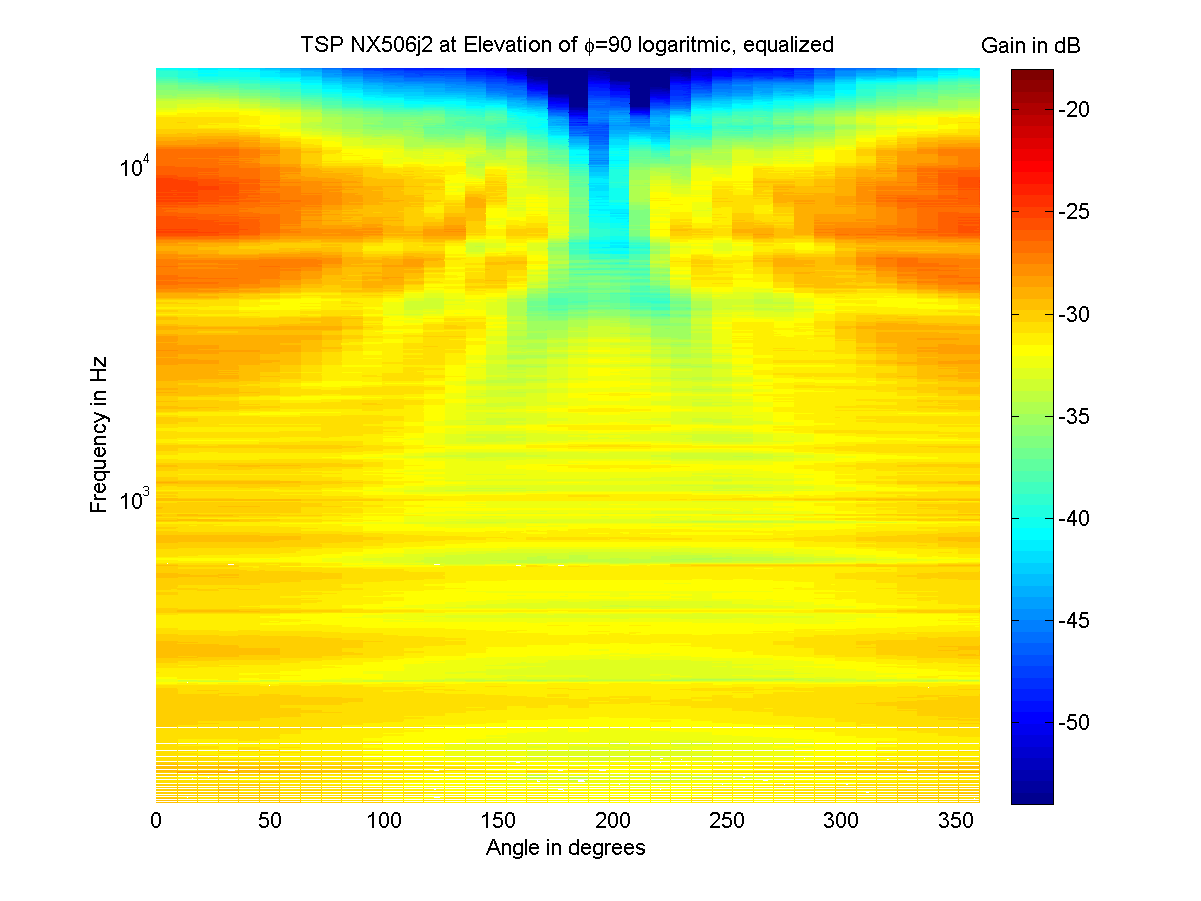 TSP NX506j2 at Elevation of ϕ=90 logaritmic, equalized
Gain in dB
Frequency in Hz
10^4
10^3
0 50 100 150 200 250 300 350
Angle in degrees
-20
-25
-30
-35
-40
-45
-50